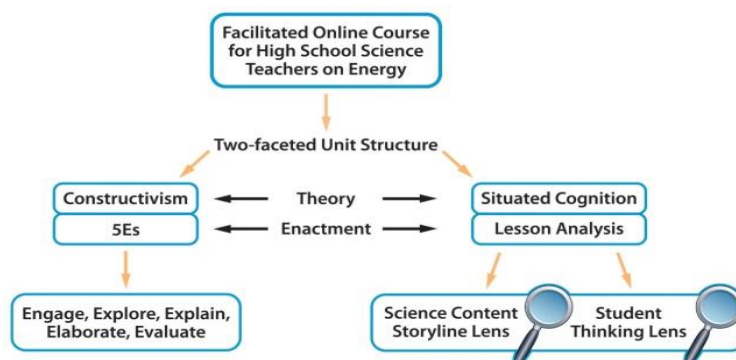 Facilitated Online Course
for High School Science
Teachers on Energy
Two-faceted Unit Structure
Constructivism
Theory
Situated Cognition
5Es
Enactment
Lesson Analysis
Engage, Explore, Explain,
Elaborate, Evaluate
Science Content
Storyline Lens
Student
Thinking Lens